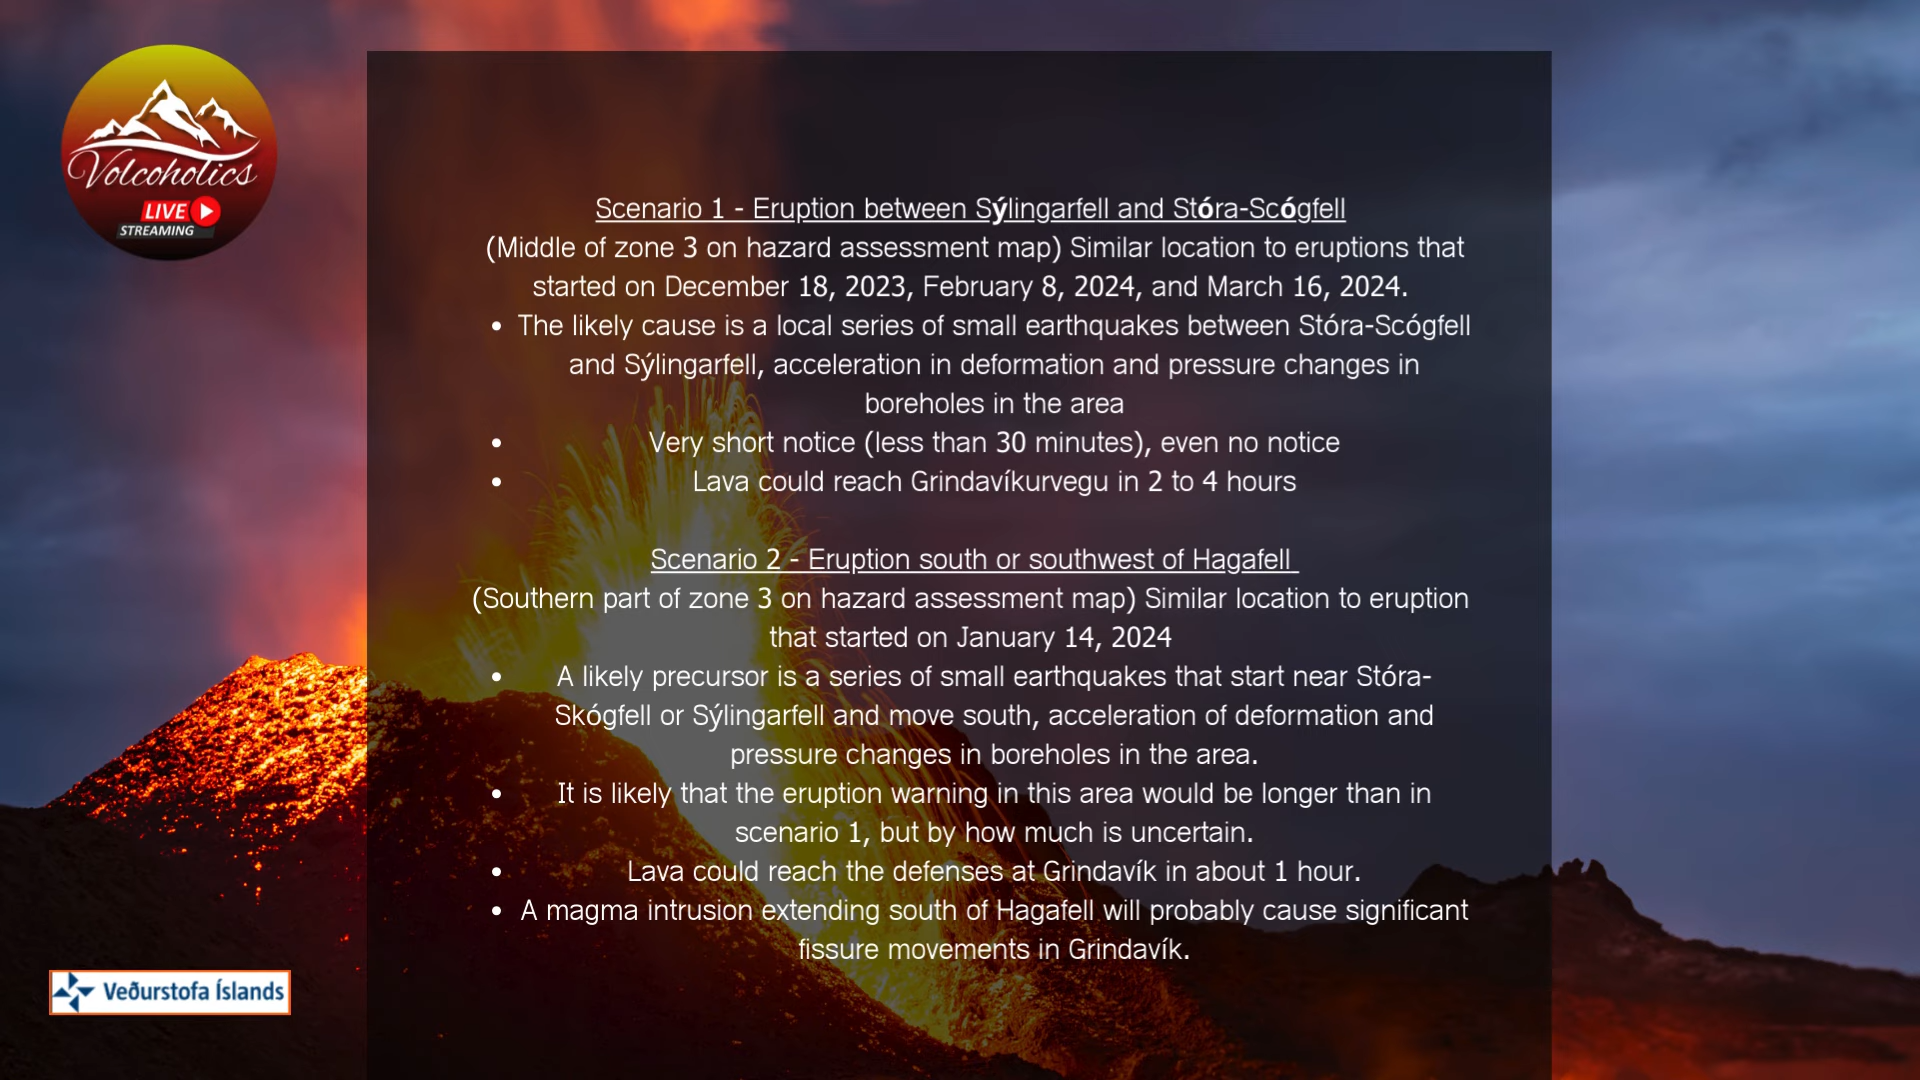 Volcoholics
LIVE
STREAMING
Scenario 1 - Eruption between Sýlingarfell and Stóra-Scógfell
(Middle of zone 3 on hazard assessment map) Similar location to eruptions that
started on December 18, 2023, February 8, 2024, and March 16, 2024.
• The likely cause is a local series of small earthquakes between Stóra-Scógfell
and Sýlingarfell, acceleration in deformation and pressure changes in
boreholes in the area
• Very short notice (less than 30 minutes), even no notice
• Lava could reach Grindavíkurvegu in 2 to 4 hours
Scenario 2 - Eruption south or southwest of Hagafell
(Southern part of zone 3 on hazard assessment map) Similar location to eruption
that started on January 14, 2024
• A likely precursor is a series of small earthquakes that start near Stóra-
Skógfell or Sýlingarfell and move south, acceleration of deformation and
pressure changes in boreholes in the area.
• It is likely that the eruption warning in this area would be longer than in
scenario 1, but by how much is uncertain.
• Lava could reach the defenses at Grindavík in about 1 hour.
• A magma intrusion extending south of Hagafell will probably cause significant
fissure movements in Grindavík.
Veðurstofa Íslands